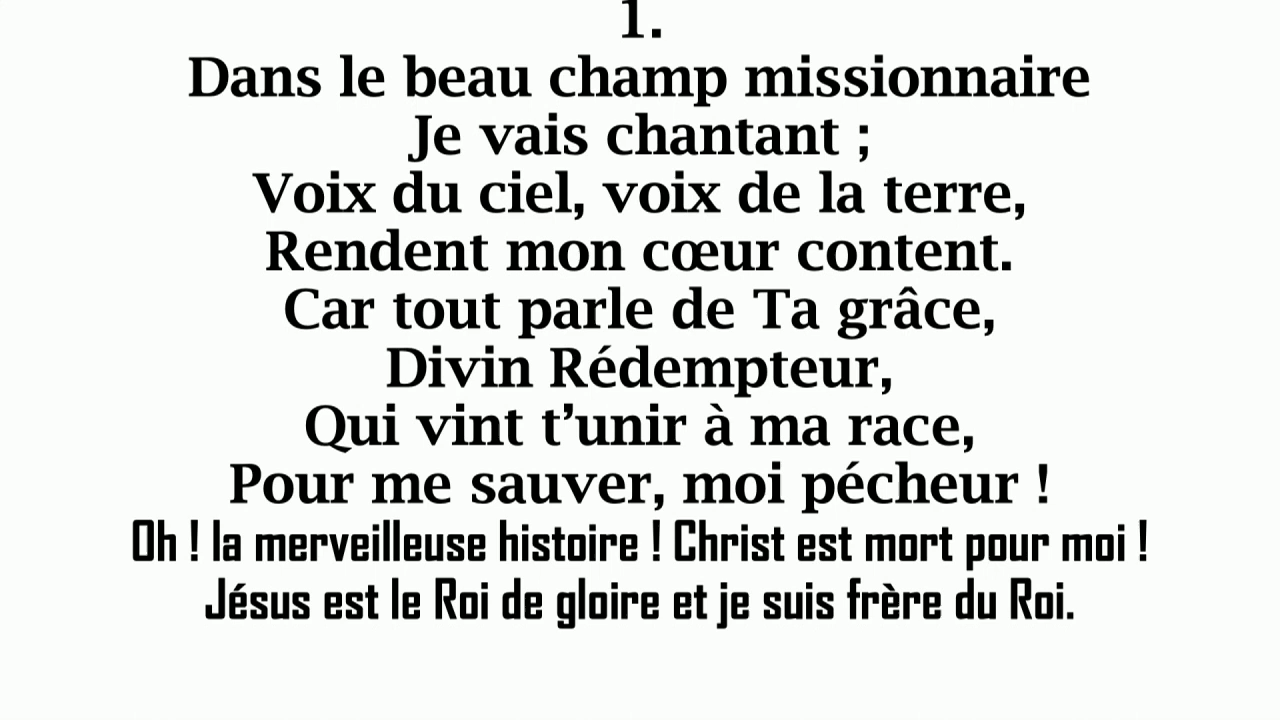 1.
Dans le beau champ missionnaire
Je vais chantant ;
Voix du ciel, voix de la terre,
Rendent mon cœur content.
Car tout parle de Ta grâce,
Divin Rédempteur,
Qui vint t’unir à ma race,
Pour me sauver, moi pécheur !
Oh ! la merveilleuse histoire ! Christ est mort pour moi !
Jésus est le Roi de gloire et je suis frère du Roi.